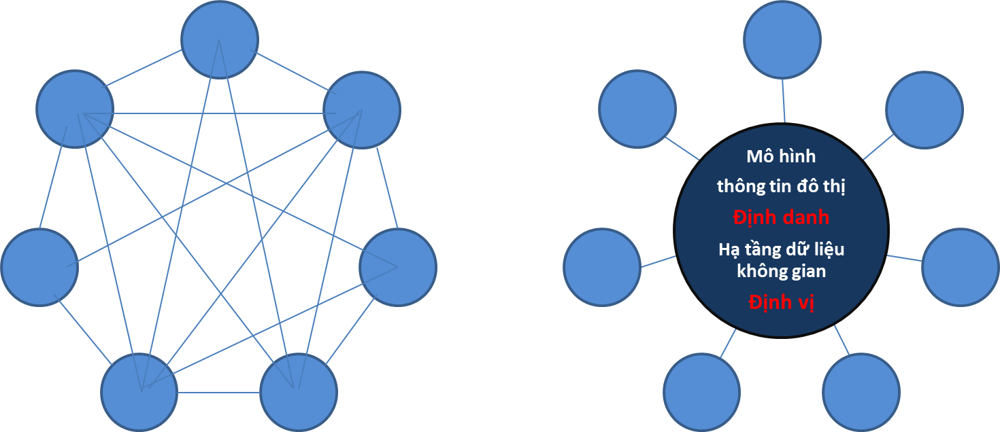 Mô hình
thông tin đô thị
Định danh
Hạ tầng dữ liệu
không gian
Định vị